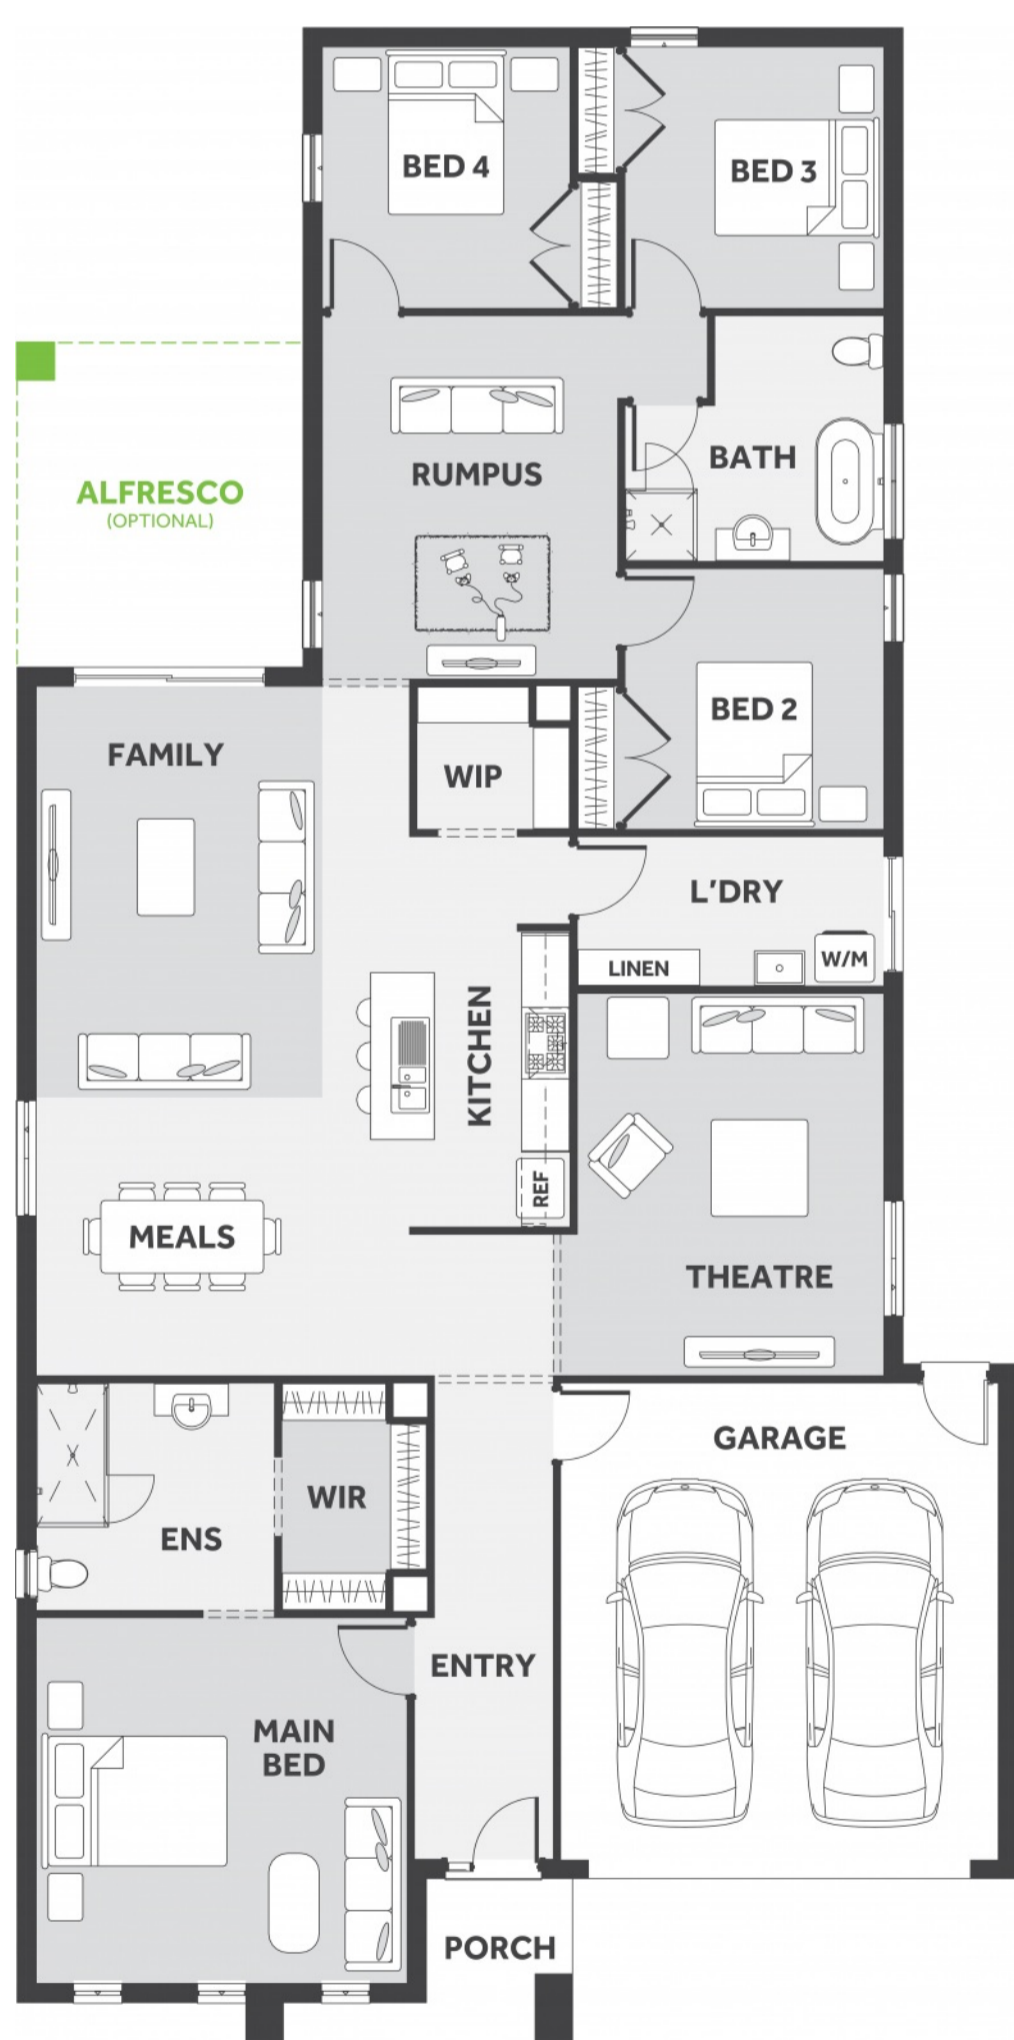 BED 4
BED 3
ALFRESCO
(OPTIONAL)
RUMPUS
BATH
BED 2
FAMILY
WIP
L'DRY
LINEN
W/M
KITCHEN
REF
MEALS
THEATRE
GARAGE
WIR
ENS
ENTRY
MAIN
BED
PORCH